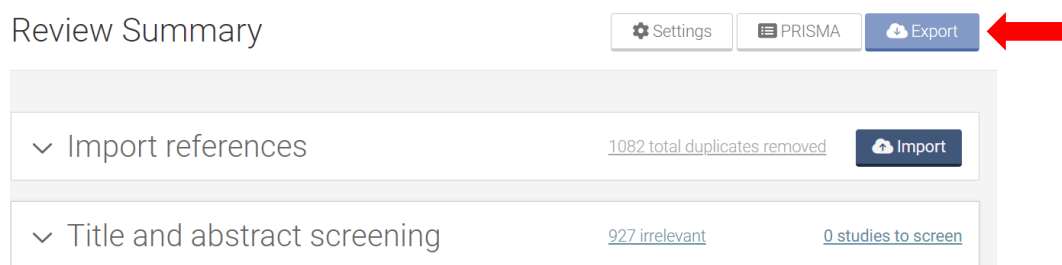 Review Summary
Settings
PRISMA
Export
Import references
1082 total duplicates removed
Import
Title and abstract screening
927 irrelevant
0 studies to screen